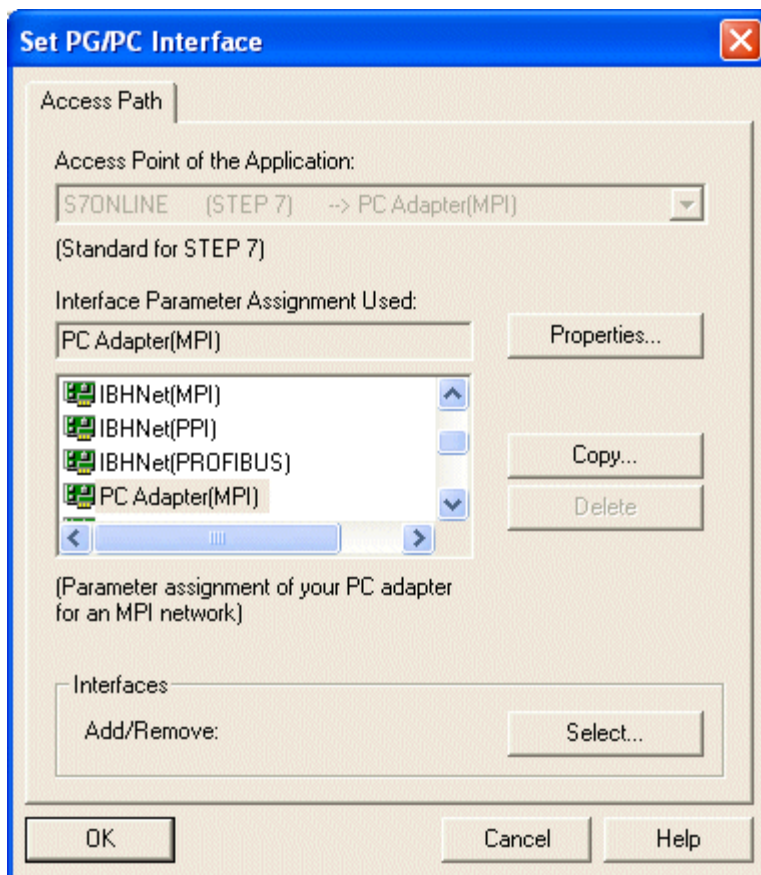 Set PG/PC Interface
Access Path
Access Point of the Application:
S7ONLINE (STEP 7) --> PC Adapter(MPI)
(Standard for STEP 7)
Interface Parameter Assignment Used:
PC Adapter(MPI)
Properties...
IBHNet(MPI)
IBHNet(PPI)
IBHNet(PROFIBUS)
PC Adapter(MPI)
Copy...
Delete
(Parameter assignment of your PC adapter
for an MPI network)
Interfaces
Add/Remove:
Select...
OK
Cancel
Help